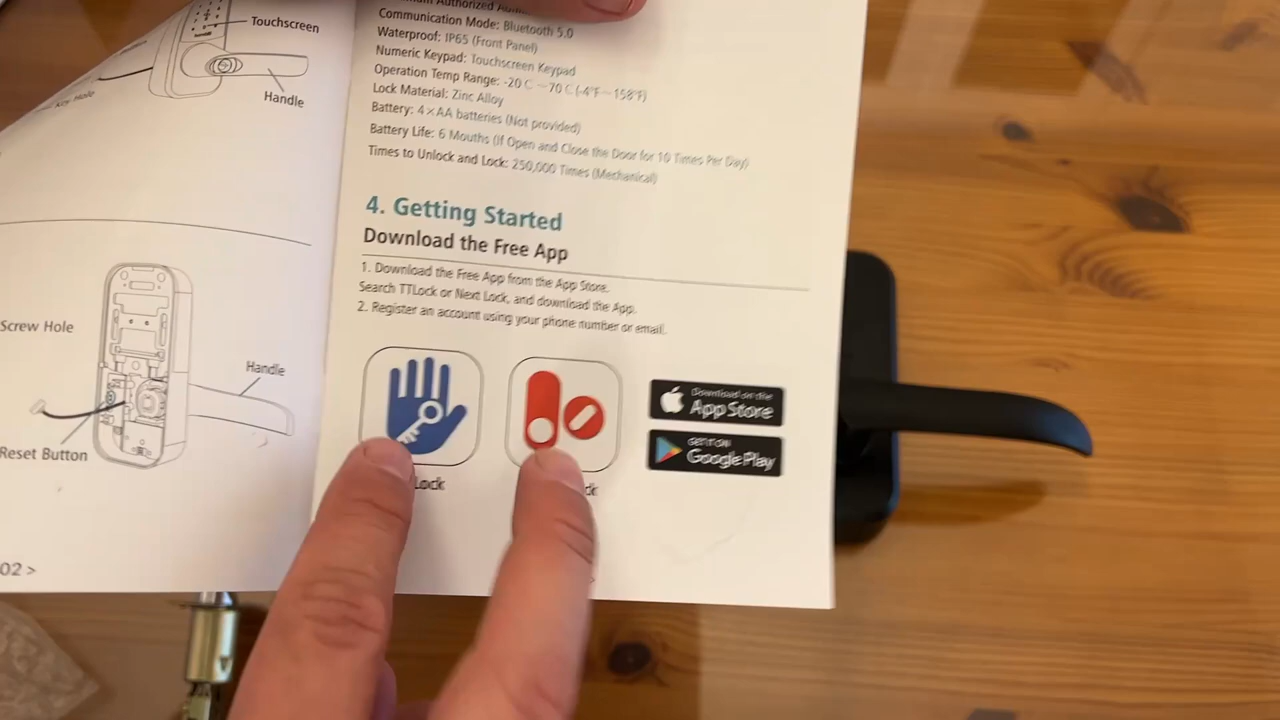 Touchscreen
Handle
Key Hole
Screw Hole
Handle
Reset Button
02 >
Authorized
Communication Mode: Bluetooth 5.0
Waterproof: IP65 (Front Panel)
Numeric Keypad: Touchscreen Keypad
Operation Temp Range: -20℃ ~ 70℃ (-4°F ~ 158°F)
Lock Material: Zinc Alloy
Battery: 4×AA batteries (Not provided)
Battery Life: 6 Mouths (If Open and Close the Door for 10 Times Per Day)
Times to Unlock and Lock: 250,000 Times (Mechanical)
4. Getting Started
Download the Free App
1. Download the Free App from the App Store.
Search TTLock or Next Lock, and download the App.
2. Register an account using your phone number or email.
Download on the
App Store
GET IT ON
Google Play
Lock